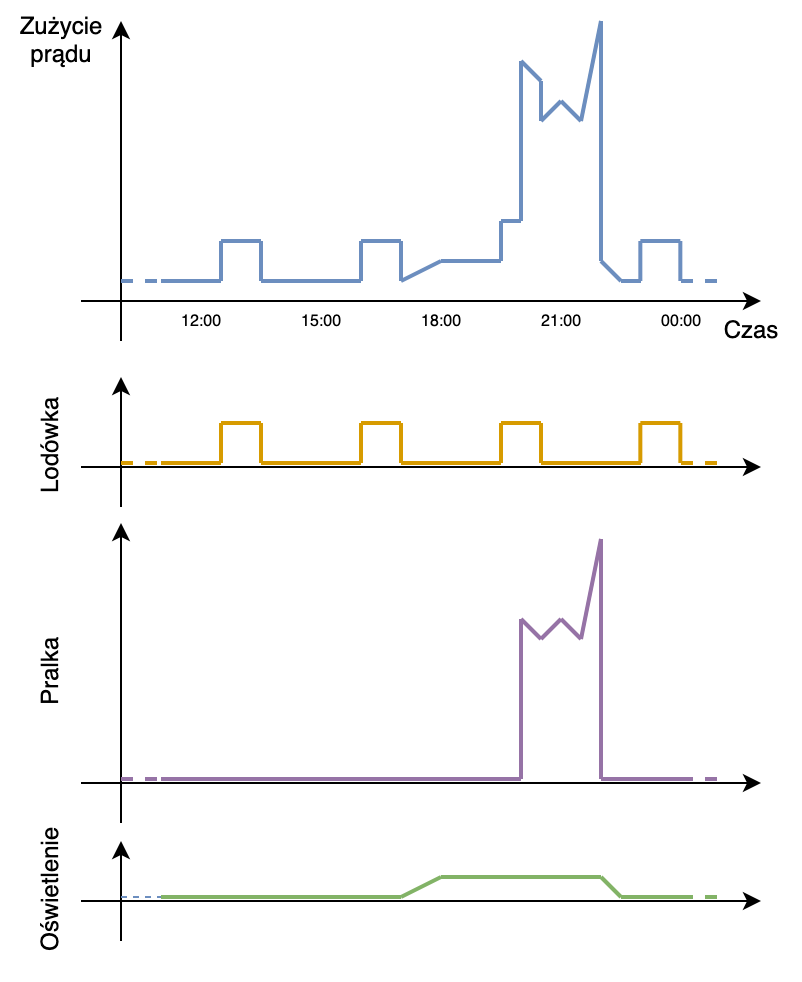 Zużycie
prądu
12:00
15:00
18:00
21:00
00:00
Czas
Lodówka
Pralka
Oświetlenie